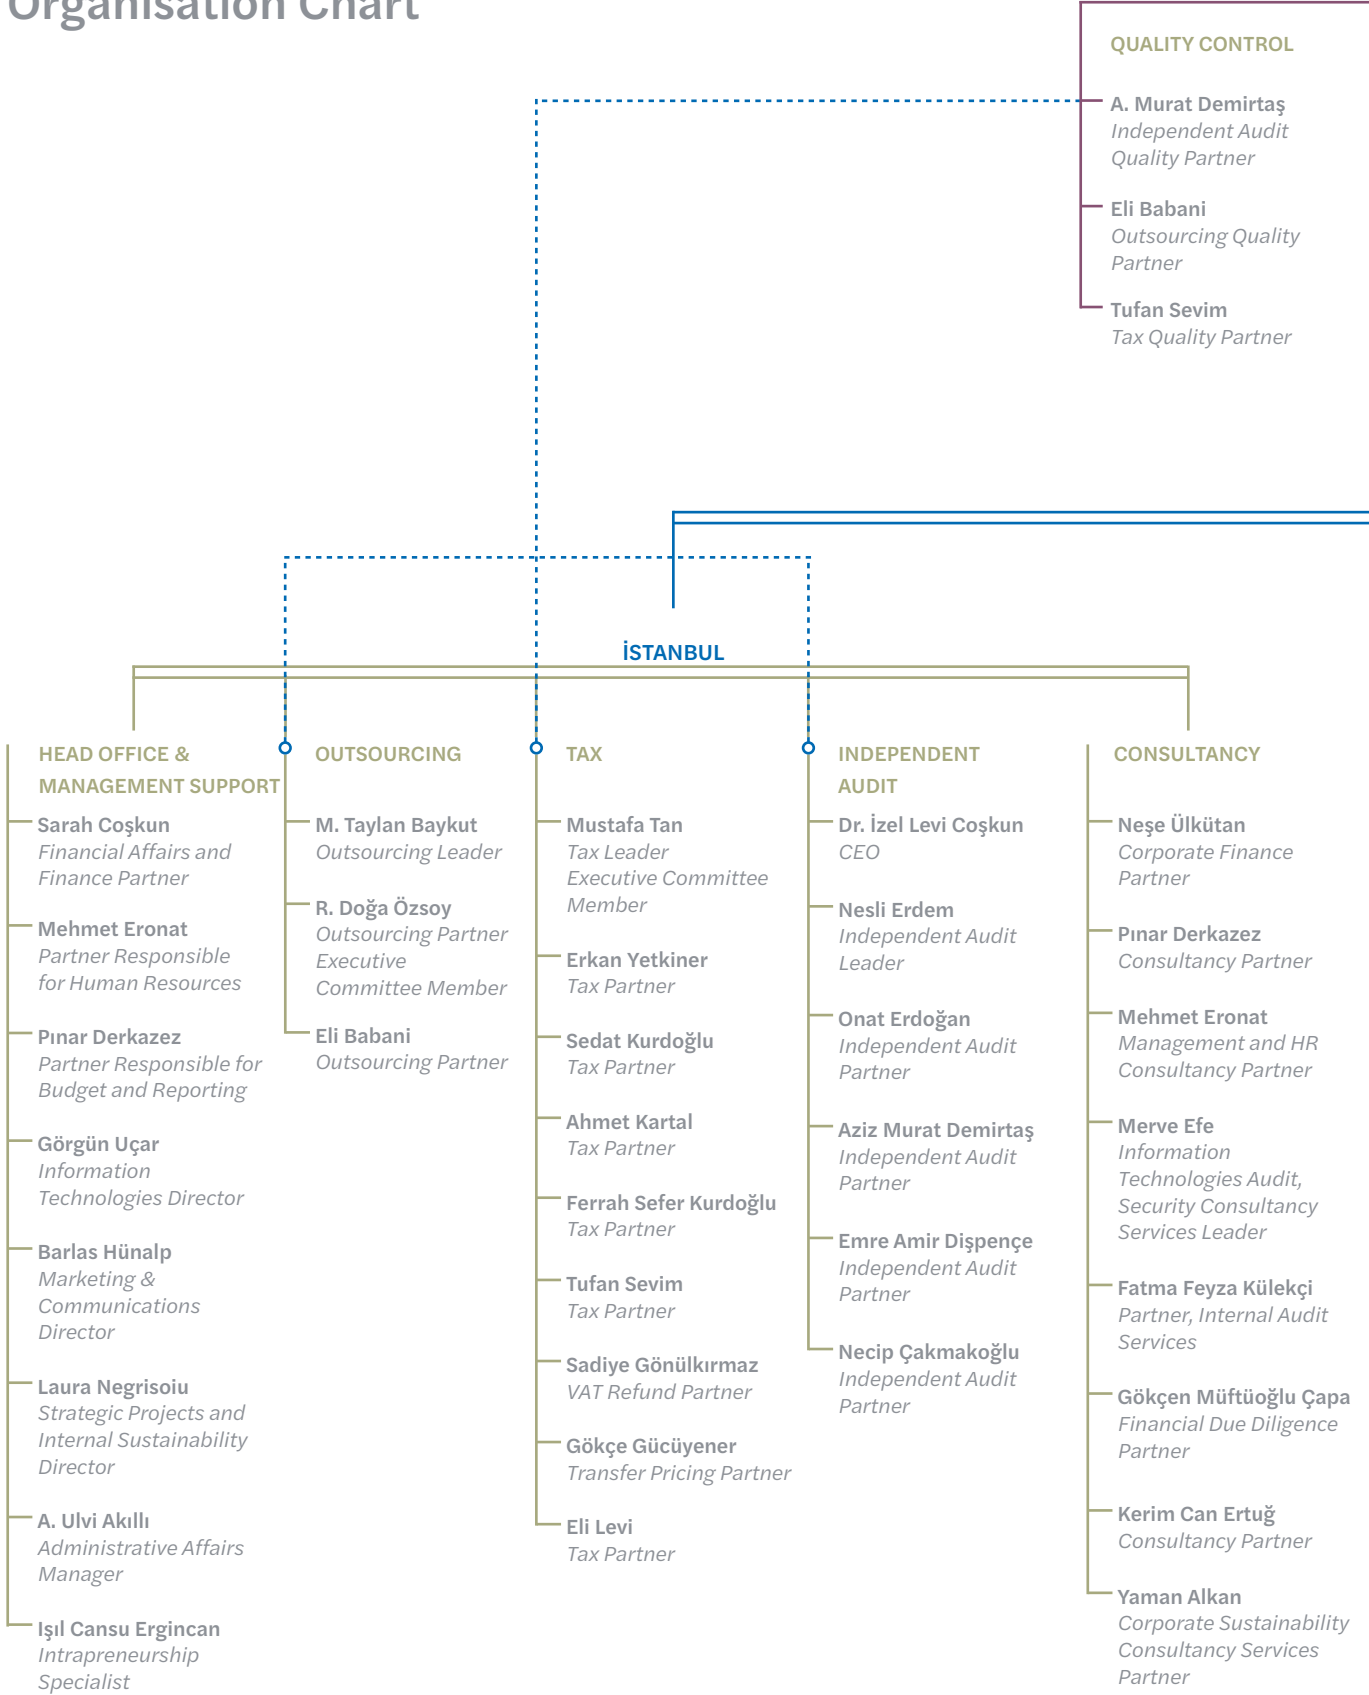 Organisation Chart
QUALITY CONTROL
A. Murat Demirtaş
Independent Audit
Quality Partner
Eli Babani
Outsourcing Quality
Partner
Tufan Sevim
Tax Quality Partner
İSTANBUL
HEAD OFFICE &
MANAGEMENT SUPPORT
Sarah Coşkun
Financial Affairs and
Finance Partner
Mehmet Eronat
Partner Responsible
for Human Resources
Pınar Derkazez
Partner Responsible for
Budget and Reporting
Görgün Uçar
Information
Technologies Director
Barlas Hünalp
Marketing &
Communications
Director
Laura Negrisoiu
Strategic Projects and
Internal Sustainability
Director
A. Ulvi Akıllı
Administrative Affairs
Manager
Işıl Cansu Ergincan
Intrapreneurship
Specialist
OUTSOURCING
M. Taylan Baykut
Outsourcing Leader
R. Doğa Özsoy
Outsourcing Partner
Executive
Committee Member
Eli Babani
Outsourcing Partner
TAX
Mustafa Tan
Tax Leader
Executive Committee
Member
Erkan Yetkiner
Tax Partner
Sedat Kurdoğlu
Tax Partner
Ahmet Kartal
Tax Partner
Ferrah Sefer Kurdoğlu
Tax Partner
Tufan Sevim
Tax Partner
Sadiye Gönülkırmaz
VAT Refund Partner
Gökçe Gücüyener
Transfer Pricing Partner
Eli Levi
Tax Partner
INDEPENDENT
AUDIT
Dr. İzel Levi Coşkun
CEO
Nesli Erdem
Independent Audit
Leader
Onat Erdoğan
Independent Audit
Partner
Aziz Murat Demirtaş
Independent Audit
Partner
Emre Amir Dişpençe
Independent Audit
Partner
Necip Çakmakoğlu
Independent Audit
Partner
CONSULTANCY
Neşe Ülkütan
Corporate Finance
Partner
Pınar Derkazez
Consultancy Partner
Mehmet Eronat
Management and HR
Consultancy Partner
Merve Efe
Information
Technologies Audit,
Security Consultancy
Services Leader
Fatma Feyza Külekçi
Partner, Internal Audit
Services
Gökçen Müftüoğlu Çapa
Financial Due Diligence
Partner
Kerim Can Ertuğ
Consultancy Partner
Yaman Alkan
Corporate Sustainability
Consultancy Services
Partner